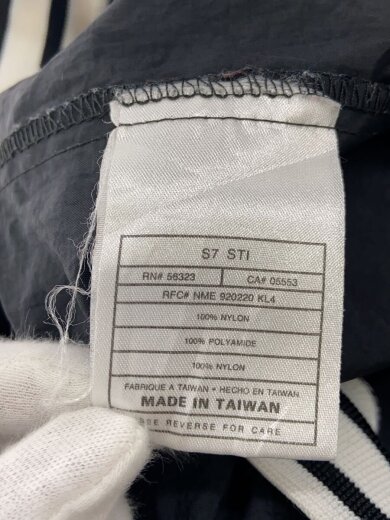 S7 STI
RN# 56323 CA# 05553
RFC# NME 920220 KL4
100% NYLON
100% POLYAMIDE
100% NYLON
FABRIQUE A TAIWAN • HECHO EN TAIWAN
MADE IN TAIWAN
SEE REVERSE FOR CARE